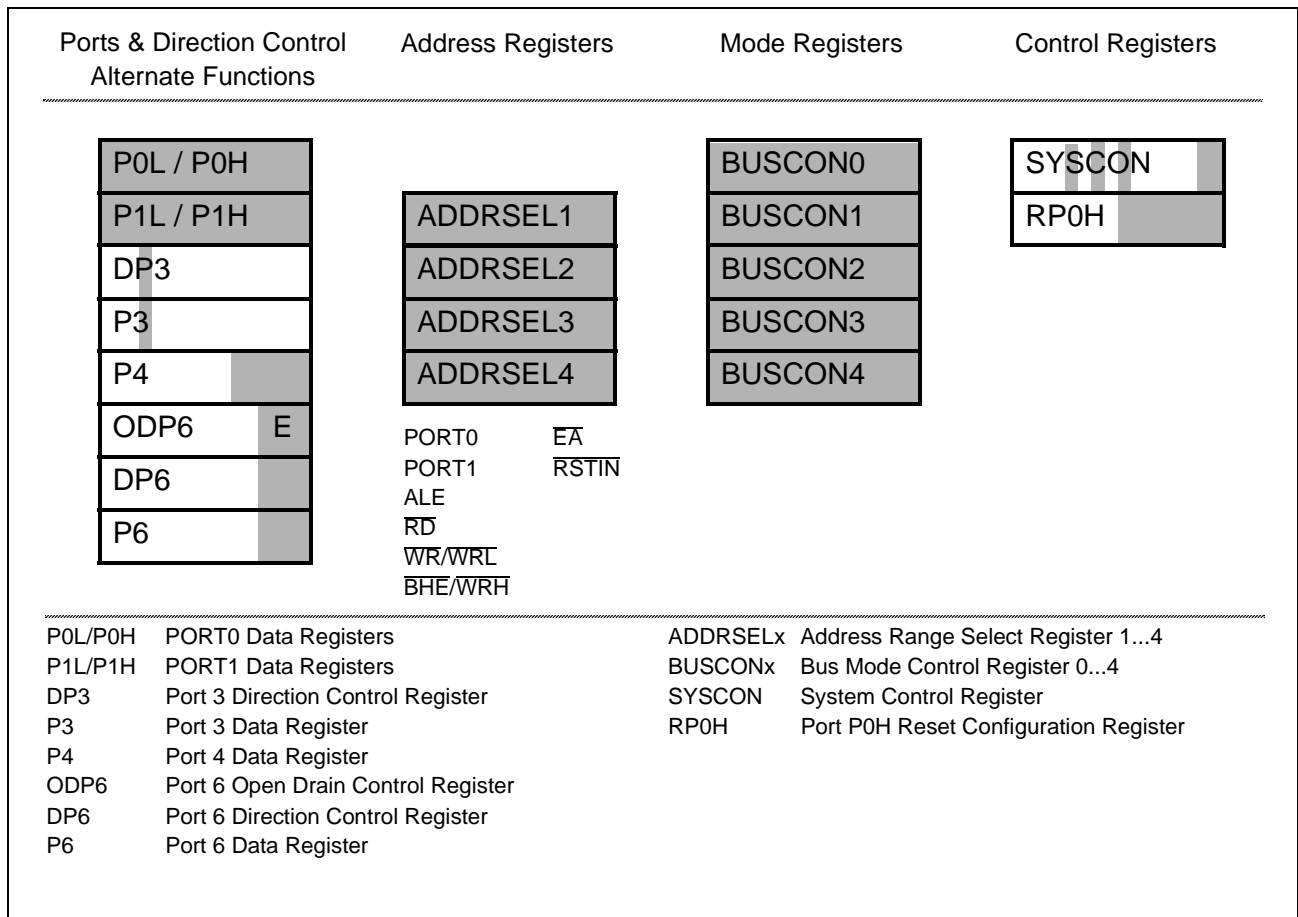 Ports & Direction Control
Alternate Functions
Address Registers
Mode Registers
Control Registers
P0L / P0H
P1L / P1H
DP3
P3
P4
ODP6 E
DP6
P6
ADDRSEL1
ADDRSEL2
ADDRSEL3
ADDRSEL4
PORT0 EA
PORT1 RSTIN
ALE
RD
WR/WRL
BHE/WRH
BUSCON0
BUSCON1
BUSCON2
BUSCON3
BUSCON4
SYSCON
RP0H
P0L/P0H PORT0 Data Registers
P1L/P1H PORT1 Data Registers
DP3 Port 3 Direction Control Register
P3 Port 3 Data Register
P4 Port 4 Data Register
ODP6 Port 6 Open Drain Control Register
DP6 Port 6 Direction Control Register
P6 Port 6 Data Register
ADDRSELx Address Range Select Register 1...4
BUSCONx Bus Mode Control Register 0...4
SYSCON System Control Register
RP0H Port P0H Reset Configuration Register